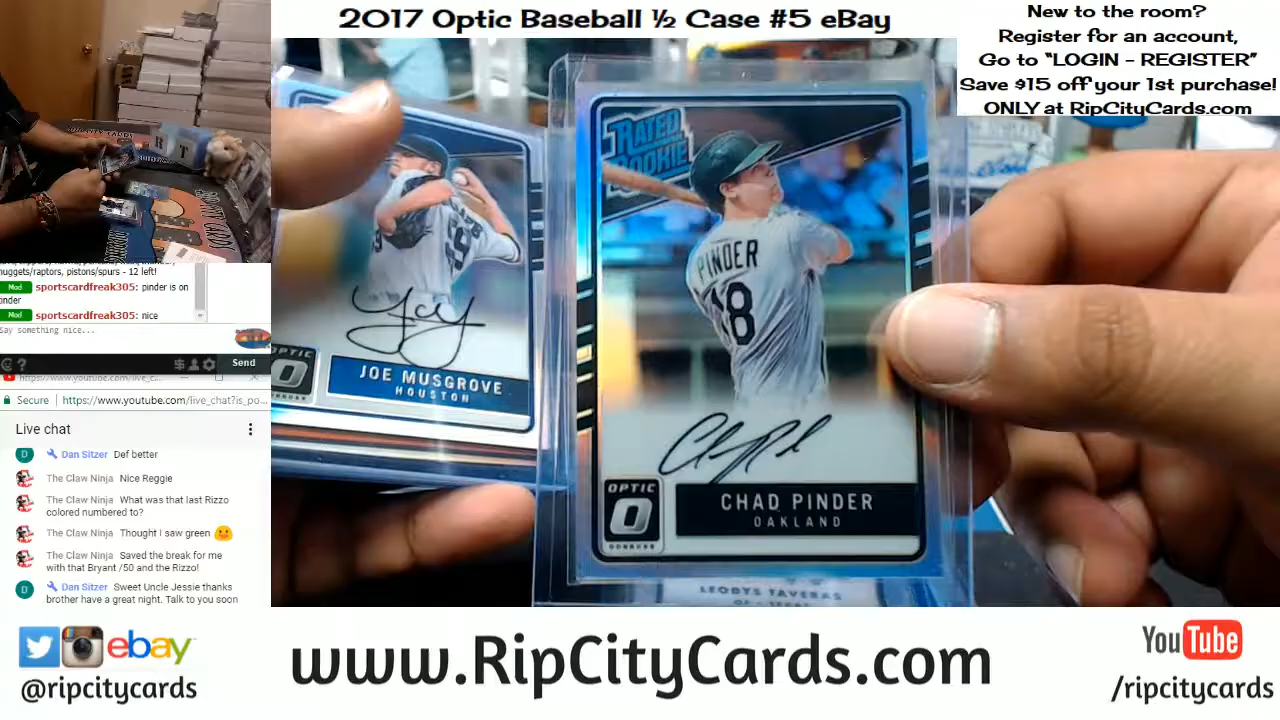 2017 Optic Baseball ½ Case #5 eBay
New to the room?
Register for an account,
Go to "LOGIN - REGISTER"
Save $15 off your 1st purchase!
ONLY at RipCityCards.com
RATED
ROOKIE
PINDER
18
OPTIC
DONRUSS
CHAD PINDER
OAKLAND
OPTIC
JOE MUSGROVE
HOUSTON
LEODYS TAVERAS
nuggets/raptors, pistons/spurs - 12 left!
Mod sportscardfreak305: pinder is on
pinder
Mod sportscardfreak305: nice
Say something nice...
Send
https://www.youtube.com/live_c...
Secure https://www.youtube.com/live_chat?is_po...
Live chat
D Dan Sitzer Def better
The Claw Ninja Nice Reggie
The Claw Ninja What was that last Rizzo
colored numbered to?
The Claw Ninja Thought I saw green
The Claw Ninja Saved the break for me
with that Bryant /50 and the Rizzo!
D Dan Sitzer Sweet Uncle Jessie thanks
brother have a great night. Talk to you soon
ebay
@ripcitycards
www.RipCityCards.com
YouTube
/ripcitycards